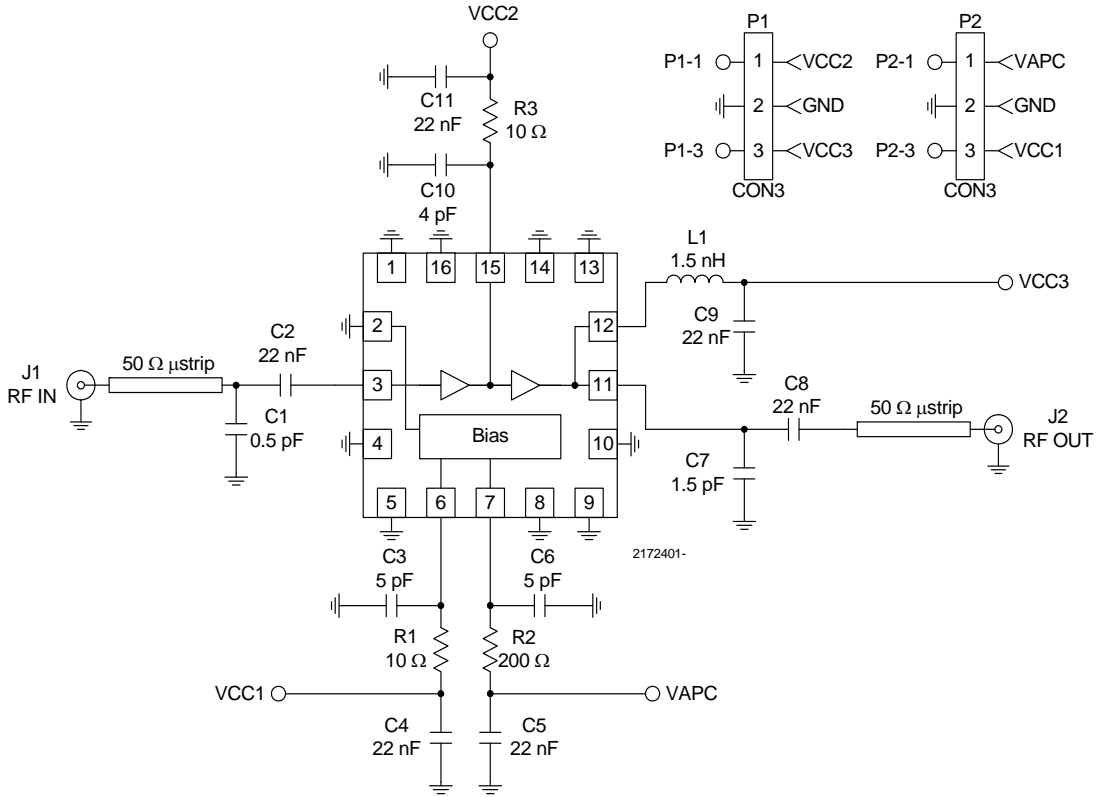 VCC2
P1
P2
P1-1
1
VCC2
P2-1
1
VAPC
C11
22 nF
R3
10 Ω
2
GND
2
GND
P1-3
3
VCC3
P2-3
3
VCC1
CON3
CON3
C10
4 pF
L1
1.5 nH
1
16
15
14
13
VCC3
2
12
C9
22 nF
C2
22 nF
J1
RF IN
50 Ω µstrip
3
11
C8
22 nF
50 Ω µstrip
J2
RF OUT
C1
0.5 pF
4
Bias
10
C7
1.5 pF
5
6
7
8
9
2172401-
C3
5 pF
C6
5 pF
R1
10 Ω
R2
200 Ω
VCC1
VAPC
C4
22 nF
C5
22 nF